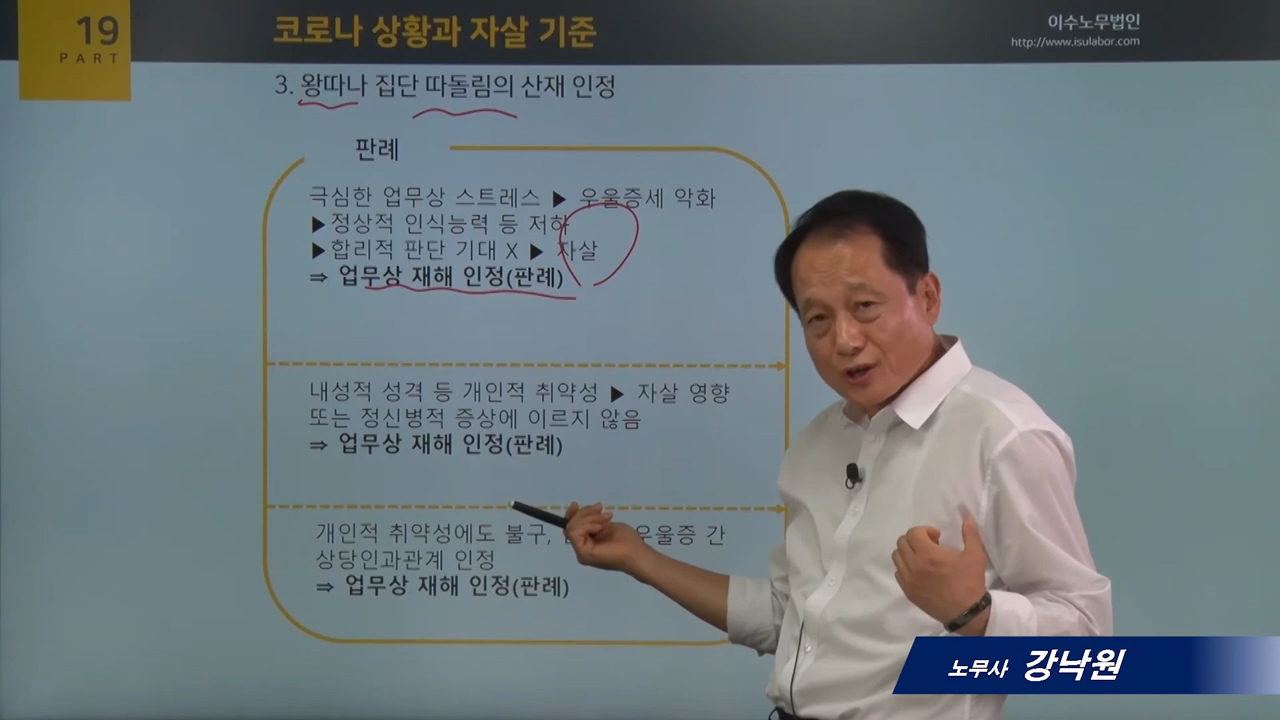 19
PART
코로나 상황과 자살 기준
이수노무법인
http://www.isulabor.com
3. 왕따나 집단 따돌림의 산재 인정
판례
극심한 업무상 스트레스 ▶ 우울증세 악화
▶정상적 인식능력 등 저하
▶합리적 판단 기대 X ▶ 자살
⇒ 업무상 재해 인정(판례)
내성적 성격 등 개인적 취약성 ▶ 자살 영향
또는 정신병적 증상에 이르지 않음
⇒ 업무상 재해 인정(판례)
개인적 취약성에도 불구, 우울증 간
상당인과관계 인정
⇒ 업무상 재해 인정(판례)
노무사 강낙원